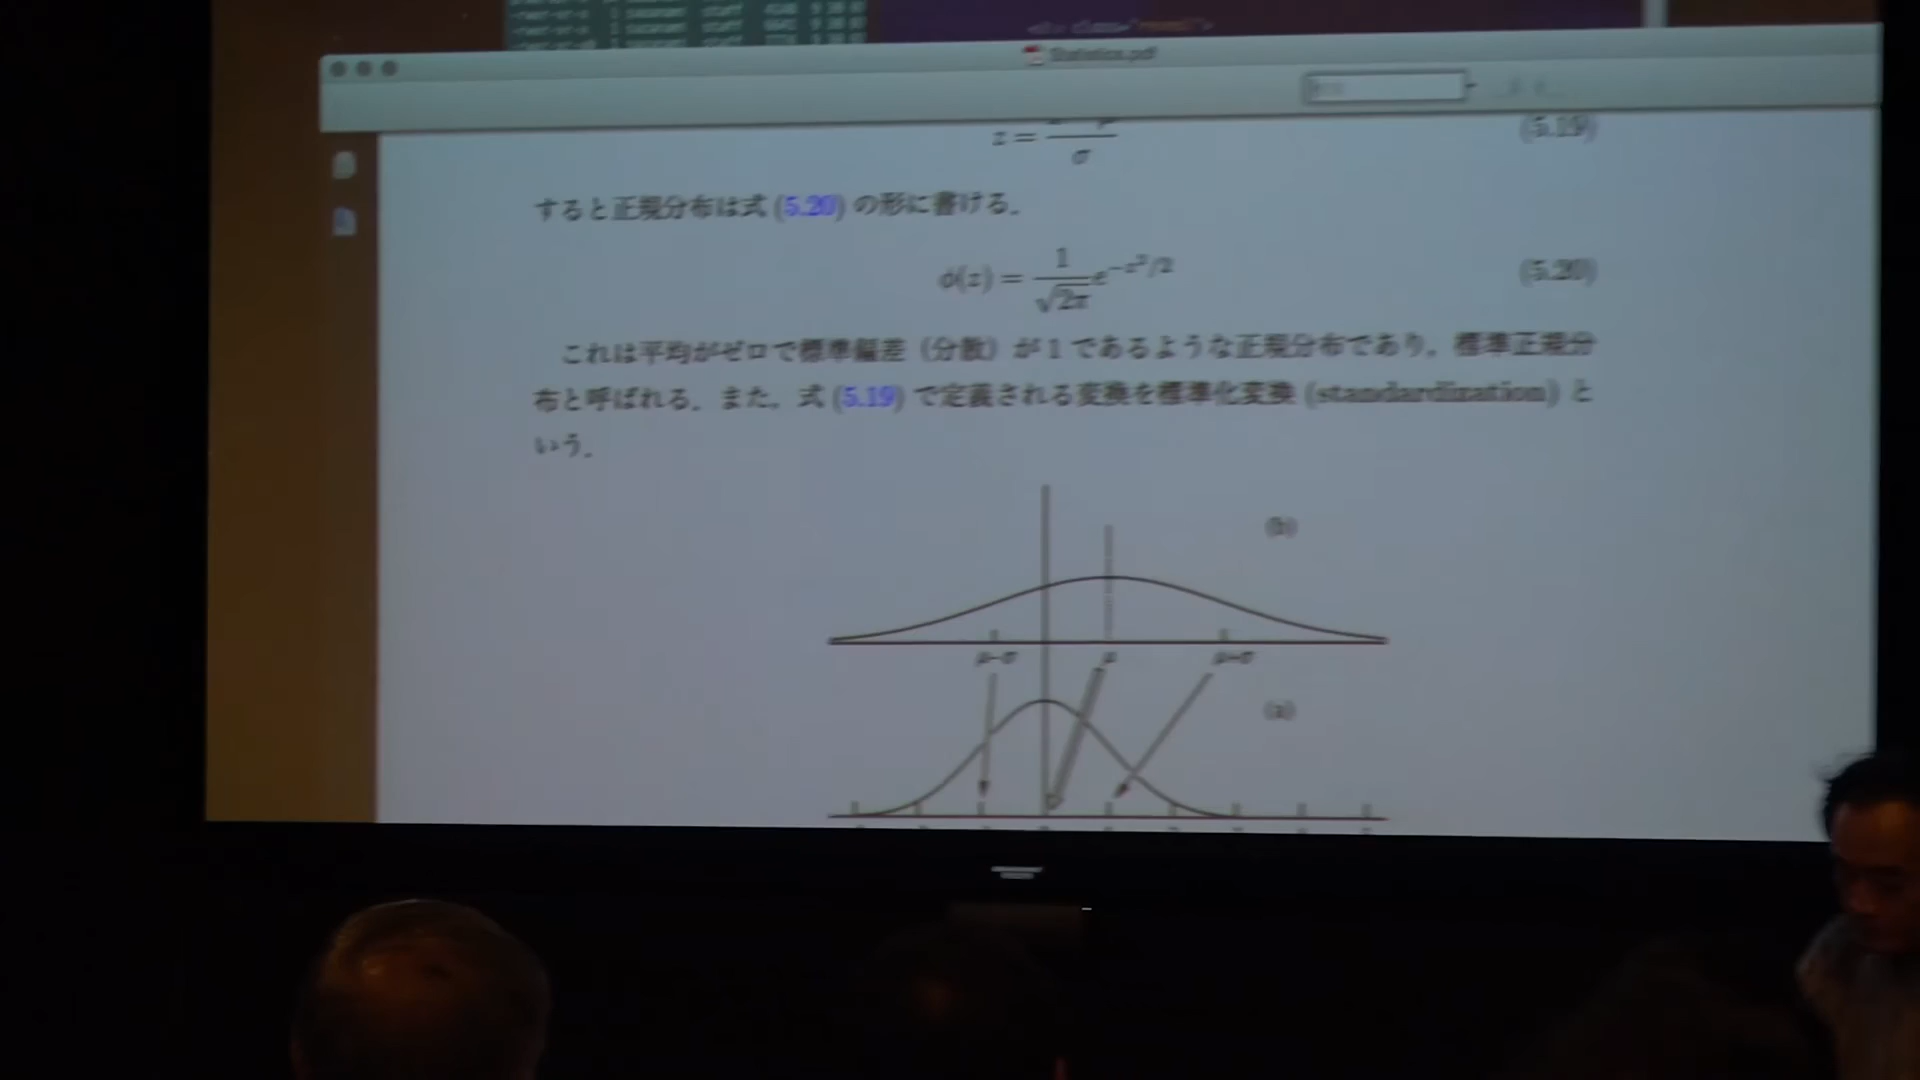 <div class="reveal">
Statistics.pdf
z = x − μ / σ (5.19)
すると正規分布は式 (5.20) の形に書ける．
ϕ(z) = 1/√2π e^{−z²/2} (5.20)
これは平均がゼロで標準偏差（分散）が 1 であるような正規分布であり，標準正規分
布と呼ばれる．また，式 (5.19) で定義される変換を標準化変換 (standardization) と
いう．
(b)
μ−σ μ μ+σ
(a)